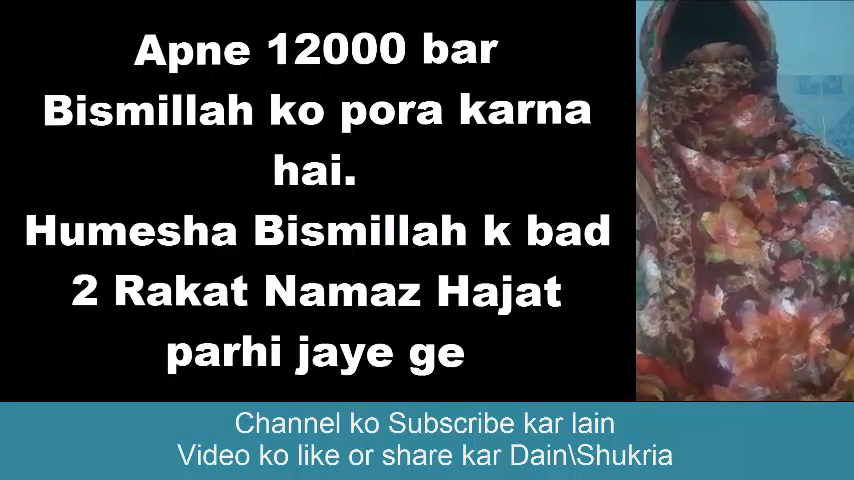 Apne 12000 bar
Bismillah ko pora karna
hai.
Humesha Bismillah k bad
2 Rakat Namaz Hajat
parhi jaye ge
Channel ko Subscribe kar lain
Video ko like or share kar Dain\Shukria